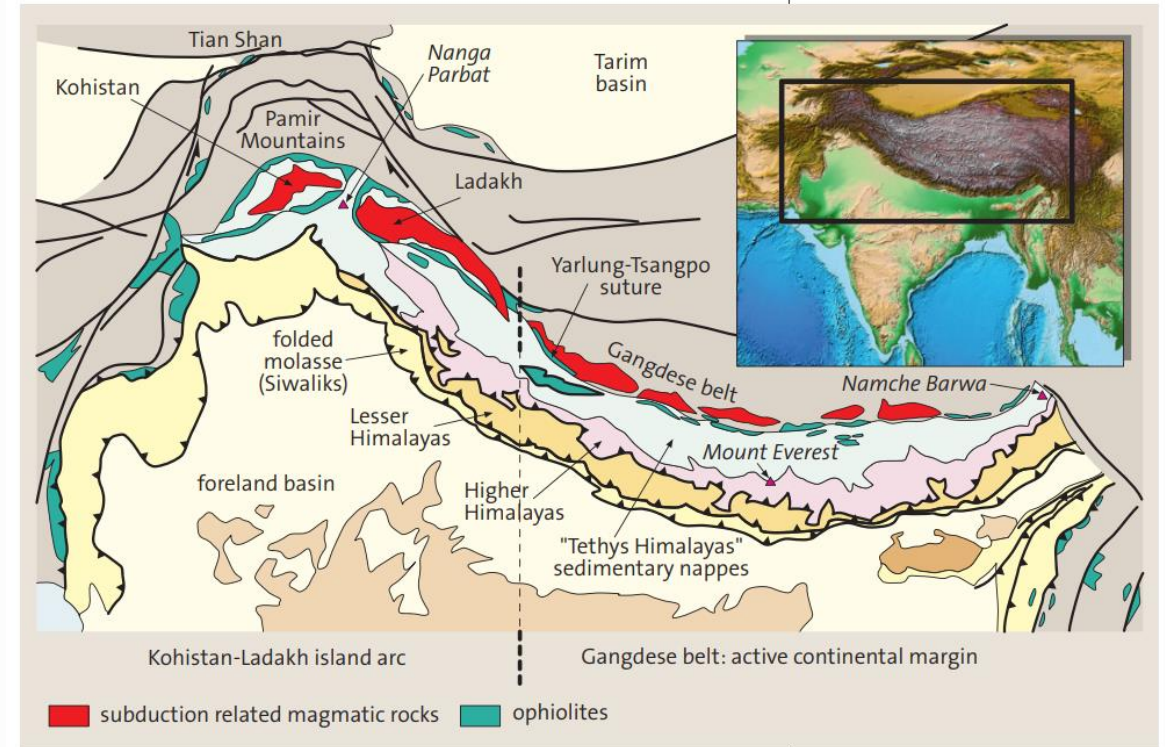 Tian Shan
Nanga
Parbat
Tarim
basin
Kohistan
Pamir
Mountains
Ladakh
Yarlung-Tsangpo
suture
folded
molasse
(Siwaliks)
Gangdese belt
Namche Barwa
Lesser
Himalayas
Mount Everest
foreland basin
Higher
Himalayas
"Tethys Himalayas"
sedimentary nappes
Kohistan-Ladakh island arc
Gangdese belt: active continental margin
subduction related magmatic rocks
ophiolites